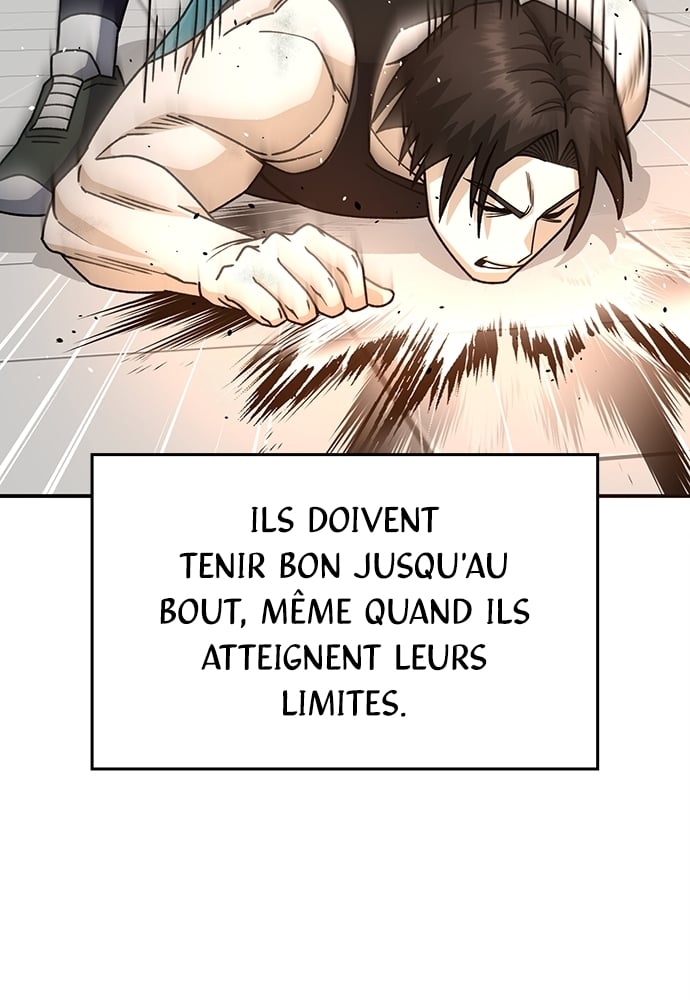 ILS DOIVENT
TENIR BON JUSQU'AU
BOUT, MÊME QUAND ILS
ATTEIGNENT LEURS
LIMITES.